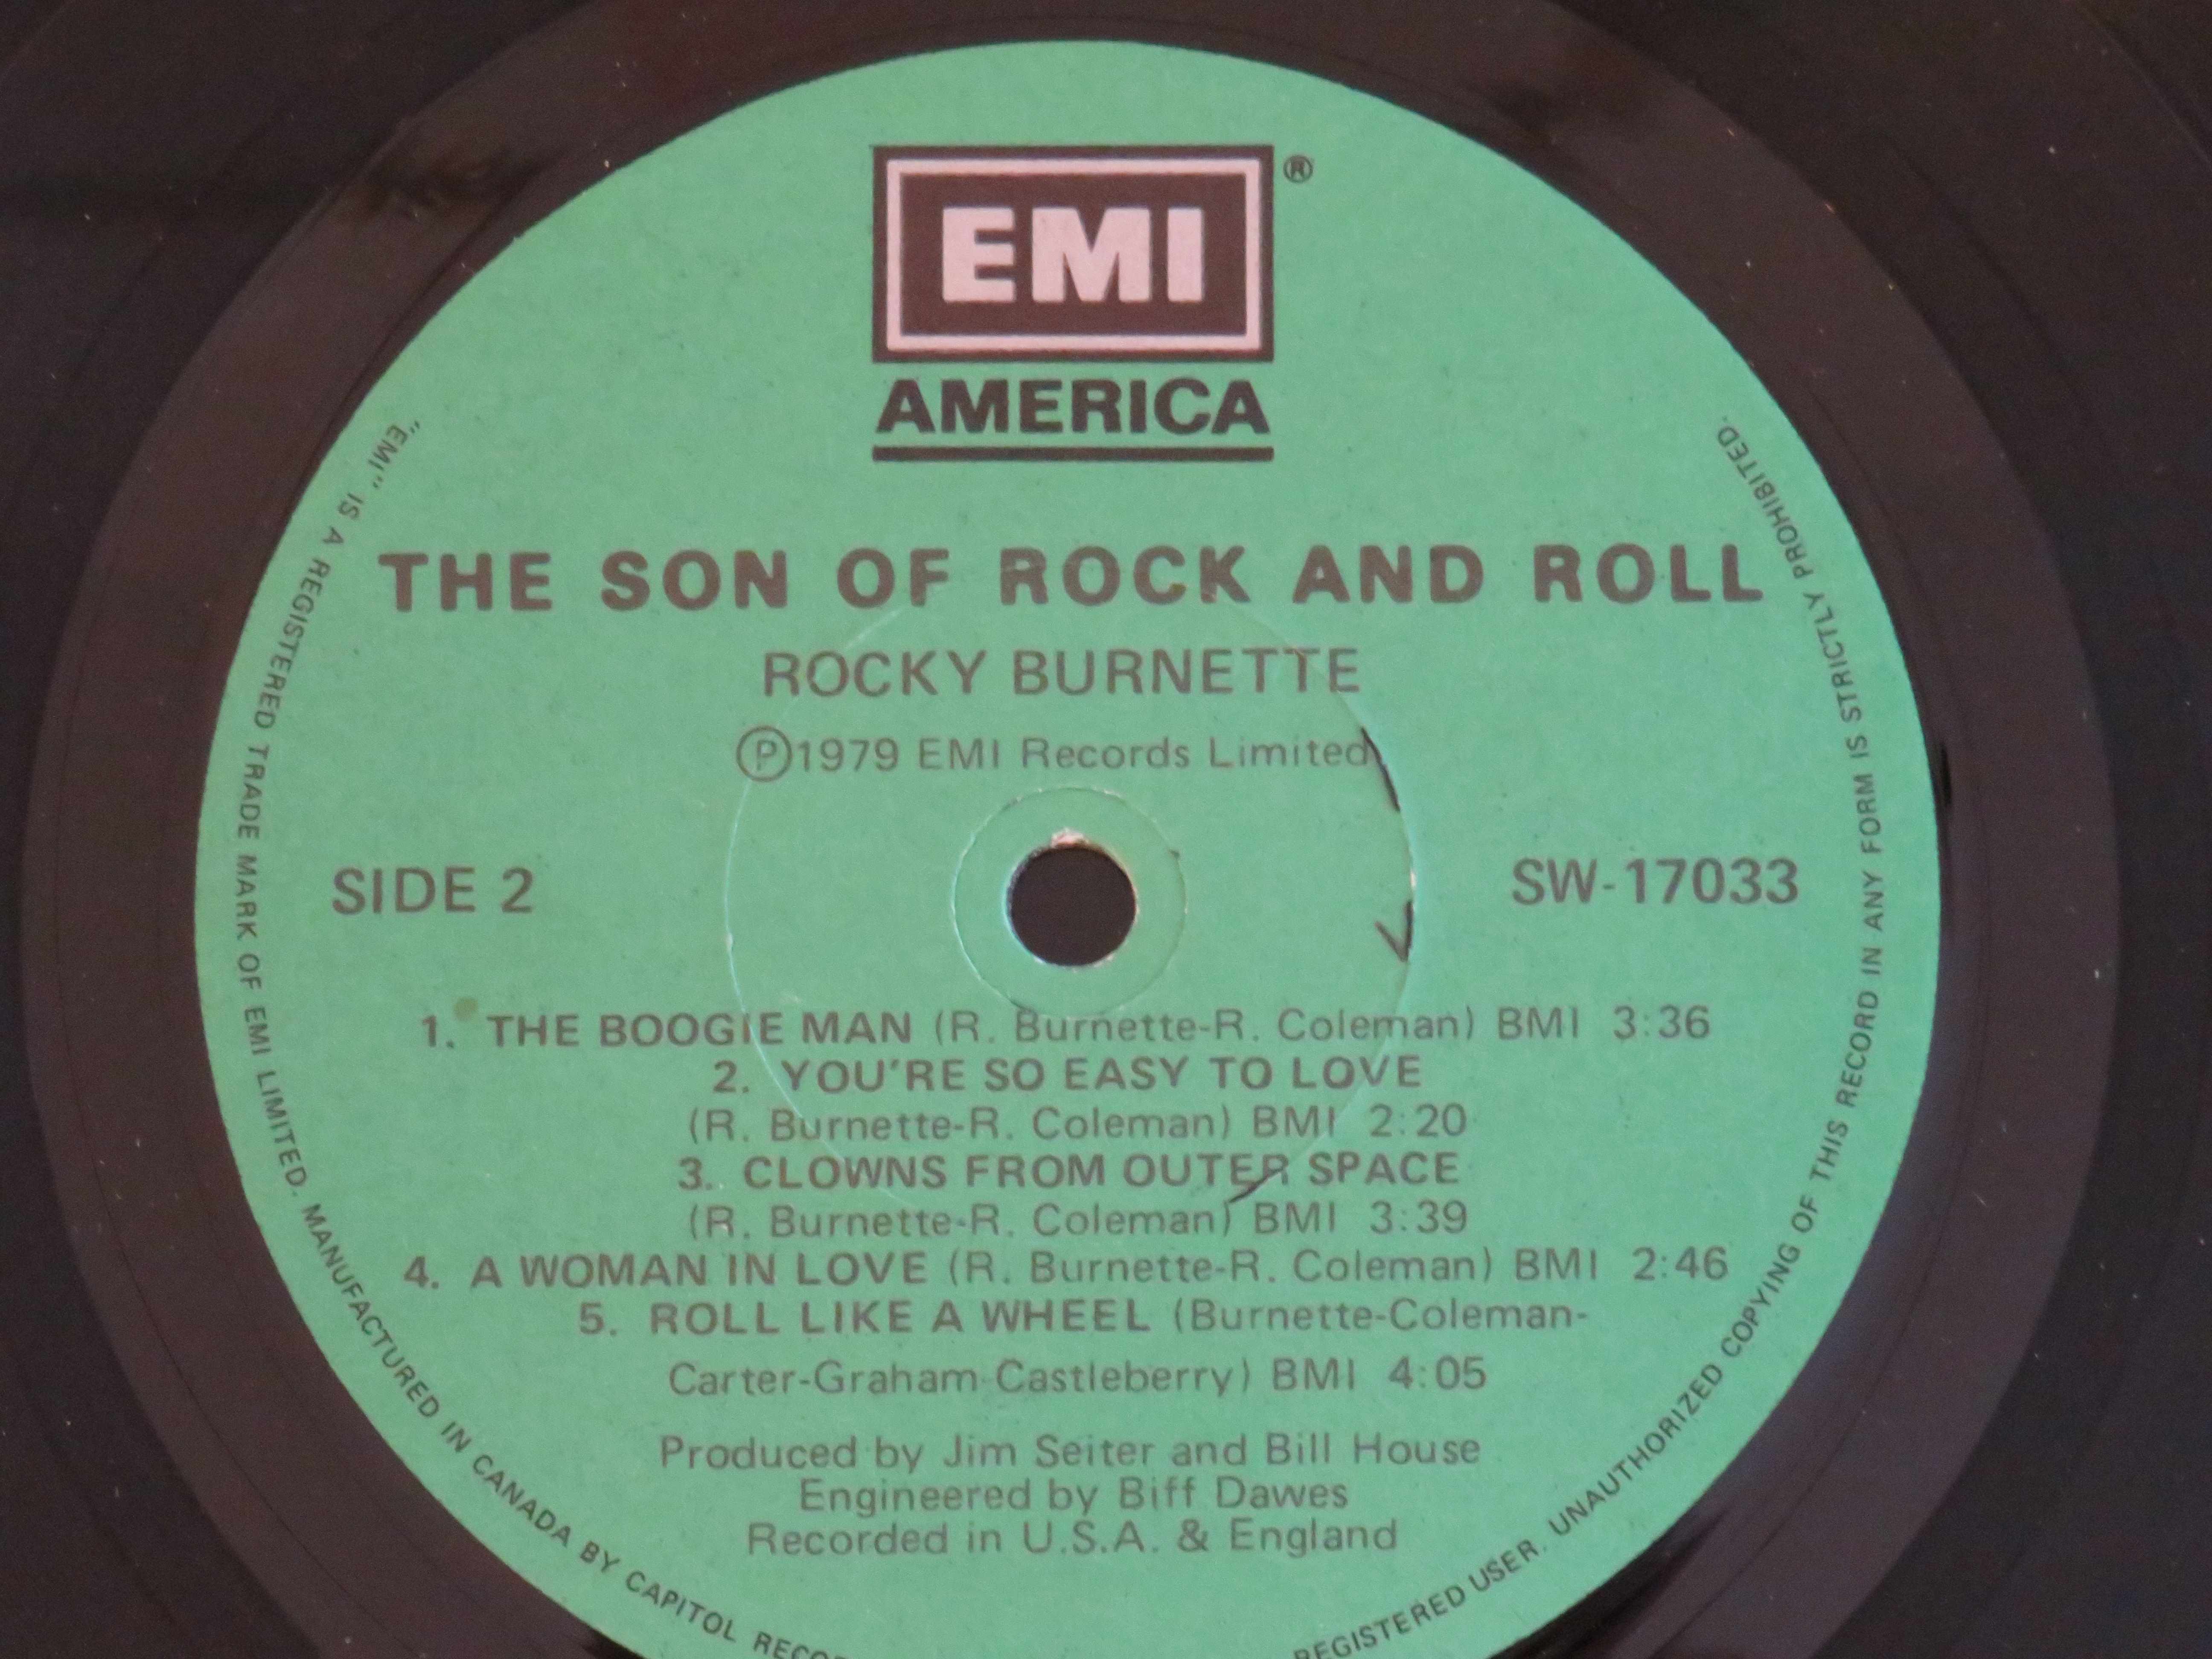 EMI ®
AMERICA
THE SON OF ROCK AND ROLL
ROCKY BURNETTE
Ⓟ1979 EMI Records Limited
SIDE 2
SW-17033
1. THE BOOGIE MAN (R. Burnette-R. Coleman) BMI 3:36
2. YOU'RE SO EASY TO LOVE
(R. Burnette-R. Coleman) BMI 2:20
3. CLOWNS FROM OUTER SPACE
(R. Burnette-R. Coleman) BMI 3:39
4. A WOMAN IN LOVE (R. Burnette-R. Coleman) BMI 2:46
5. ROLL LIKE A WHEEL (Burnette-Coleman-
Carter-Graham-Castleberry) BMI 4:05
Produced by Jim Seiter and Bill House
Engineered by Biff Dawes
Recorded in U.S.A. & England
"EMI" IS A REGISTERED TRADE MARK OF EMI LIMITED. MANUFACTURED IN CANADA BY CAPITOL
REGISTERED USER. UNAUTHORIZED COPYING OF THIS RECORD IN ANY FORM IS STRICTLY PROHIBITED.